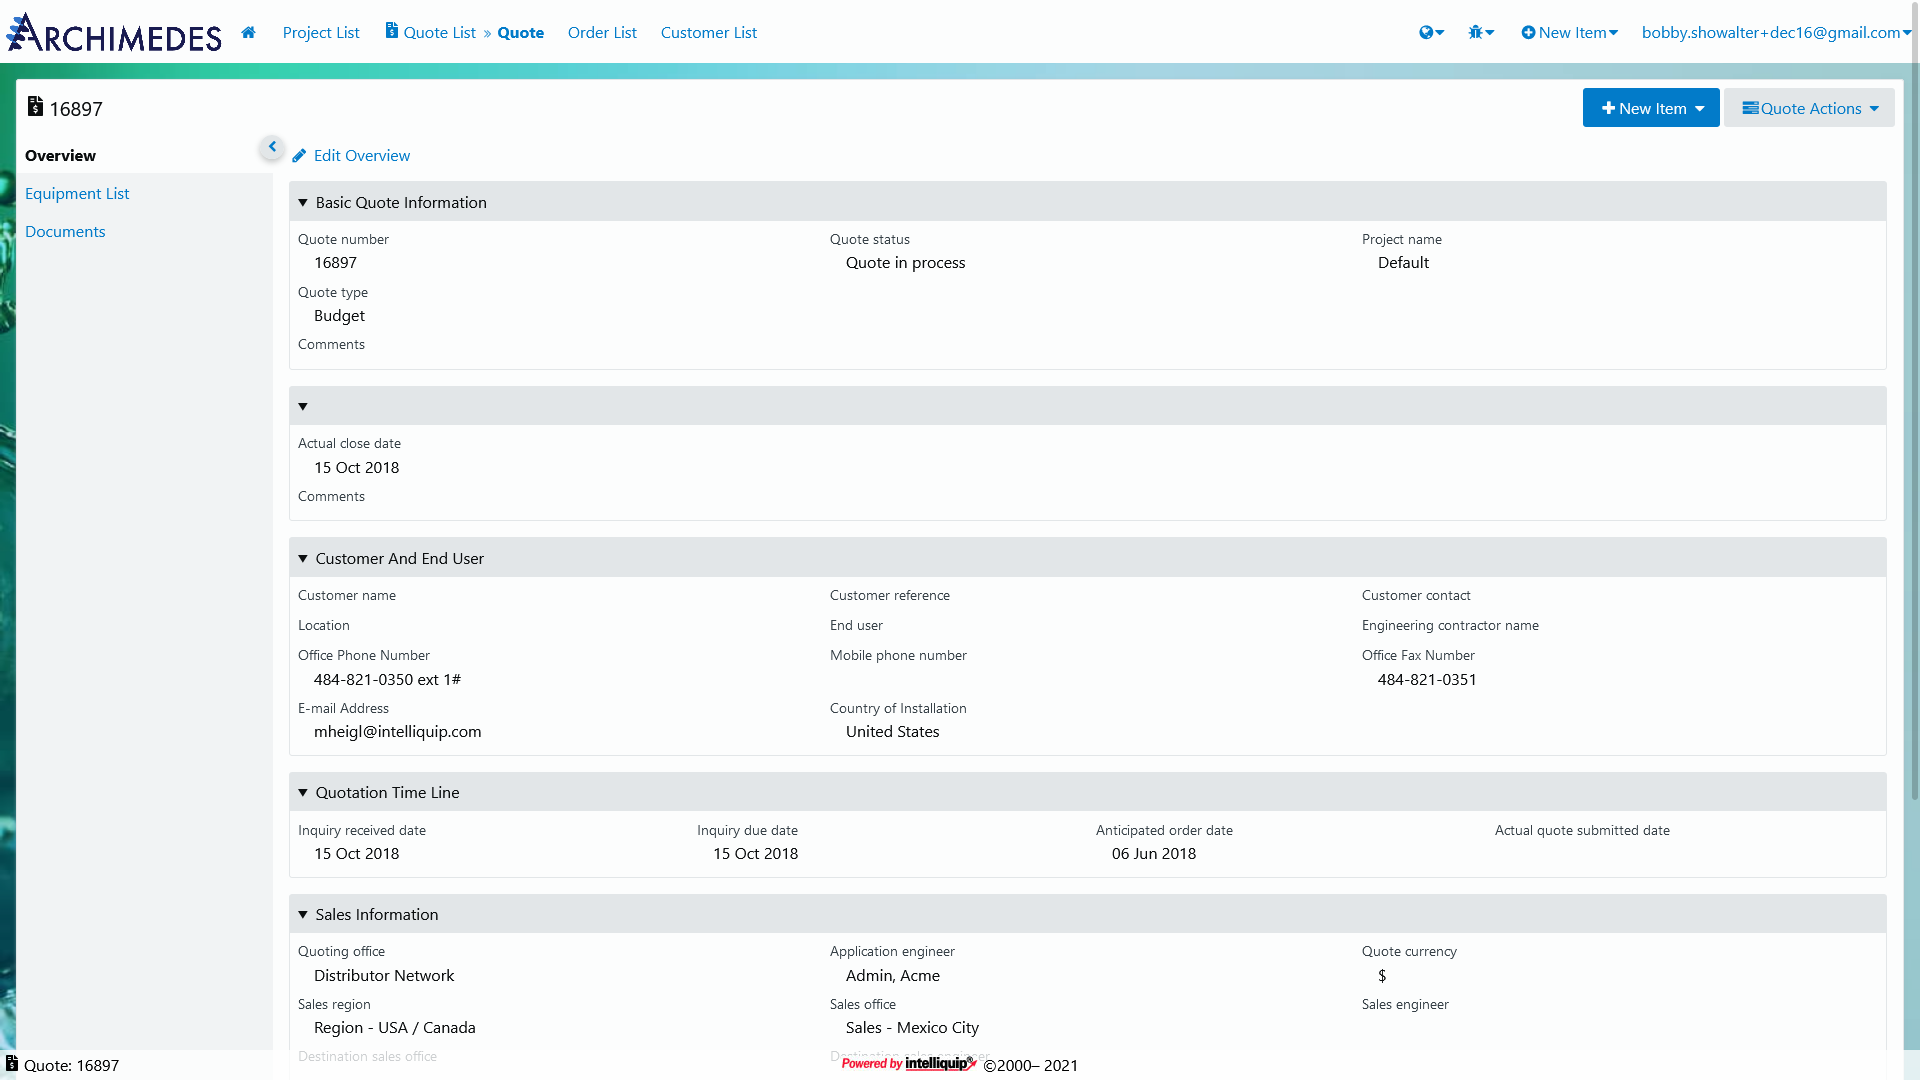 ARCHIMEDES Project List Quote List » Quote Order List Customer List New Item bobby.showalter+dec16@gmail.com
16897 New Item Quote Actions
Overview Edit Overview
Equipment List
Documents
Basic Quote Information
Quote number Quote status Project name
16897 Quote in process Default
Quote type
Budget
Comments
Actual close date
15 Oct 2018
Comments
Customer And End User
Customer name Customer reference Customer contact
Location End user Engineering contractor name
Office Phone Number Mobile phone number Office Fax Number
484-821-0350 ext 1# 484-821-0351
E-mail Address Country of Installation
mheigl@intelliquip.com United States
Quotation Time Line
Inquiry received date Inquiry due date Anticipated order date Actual quote submitted date
15 Oct 2018 15 Oct 2018 06 Jun 2018
Sales Information
Quoting office Application engineer Quote currency
Distributor Network Admin, Acme $
Sales region Sales office Sales engineer
Region - USA / Canada Sales - Mexico City
Destination sales office Destination sales engineer
Quote: 16897 Powered by intelliquip® ©2000– 2021